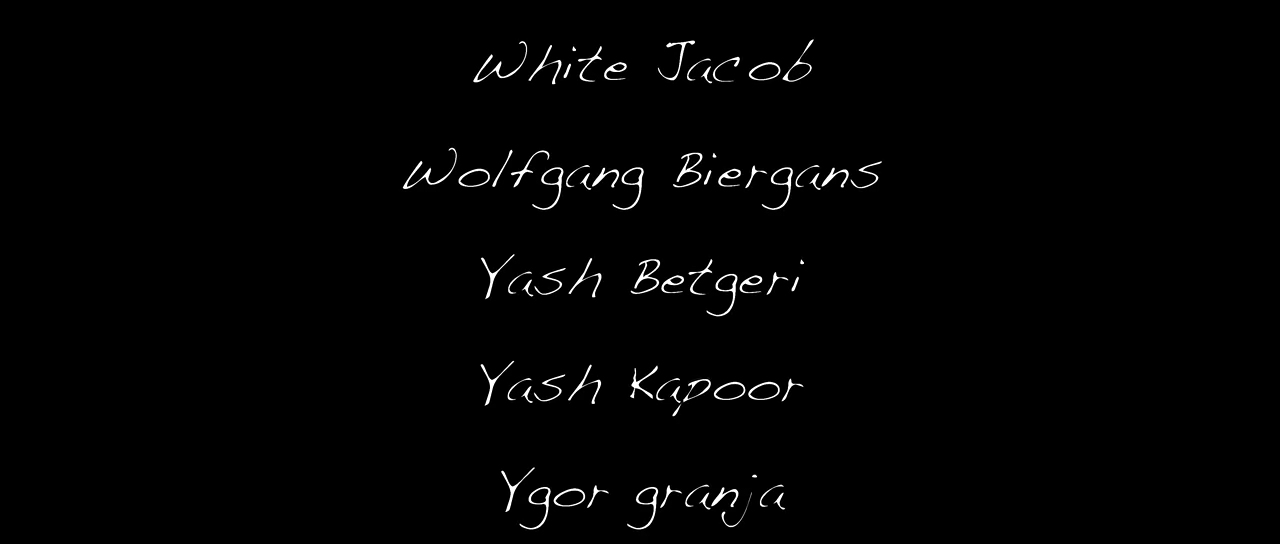 White Jacob
Wolfgang Biergans
Yash Betgeri
Yash Kapoor
Ygor granja